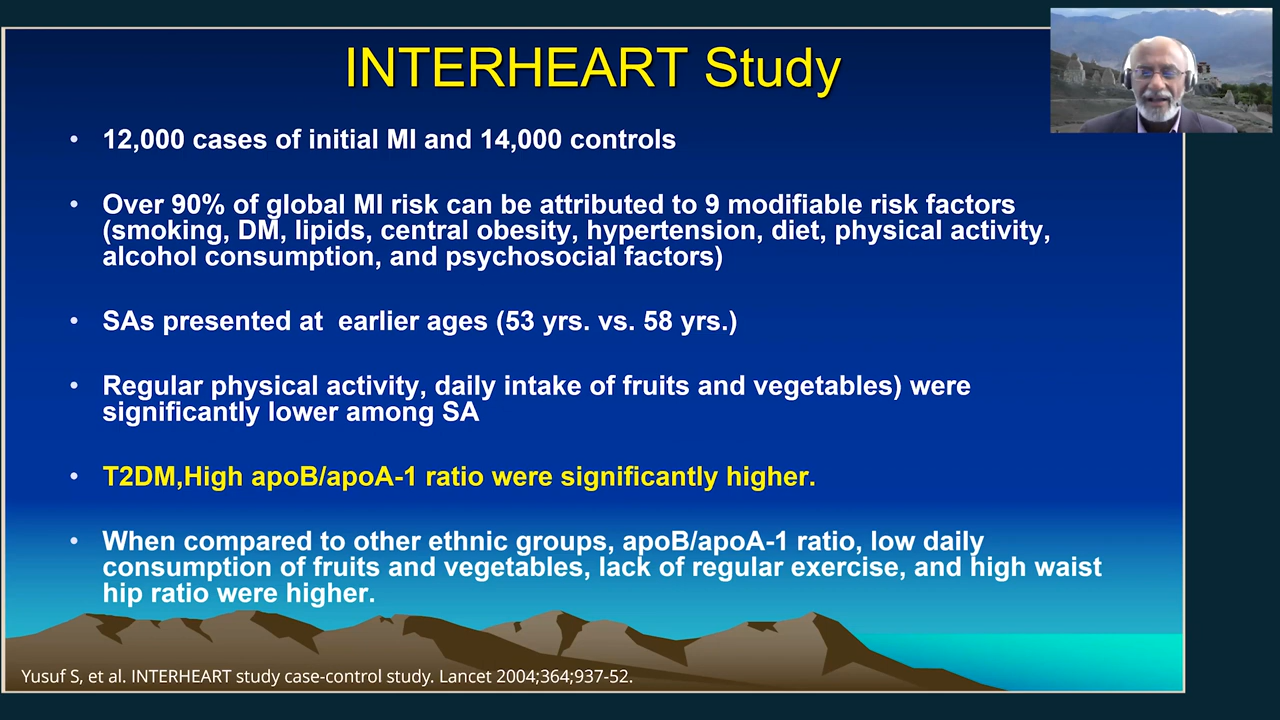 INTERHEART Study
• 12,000 cases of initial MI and 14,000 controls
• Over 90% of global MI risk can be attributed to 9 modifiable risk factors
(smoking, DM, lipids, central obesity, hypertension, diet, physical activity,
alcohol consumption, and psychosocial factors)
• SAs presented at  earlier ages (53 yrs. vs. 58 yrs.)
• Regular physical activity, daily intake of fruits and vegetables) were
significantly lower among SA
• T2DM,High apoB/apoA-1 ratio were significantly higher.
• When compared to other ethnic groups, apoB/apoA-1 ratio, low daily
consumption of fruits and vegetables, lack of regular exercise, and high waist
hip ratio were higher.
Yusuf S, et al. INTERHEART study case-control study. Lancet 2004;364;937-52.